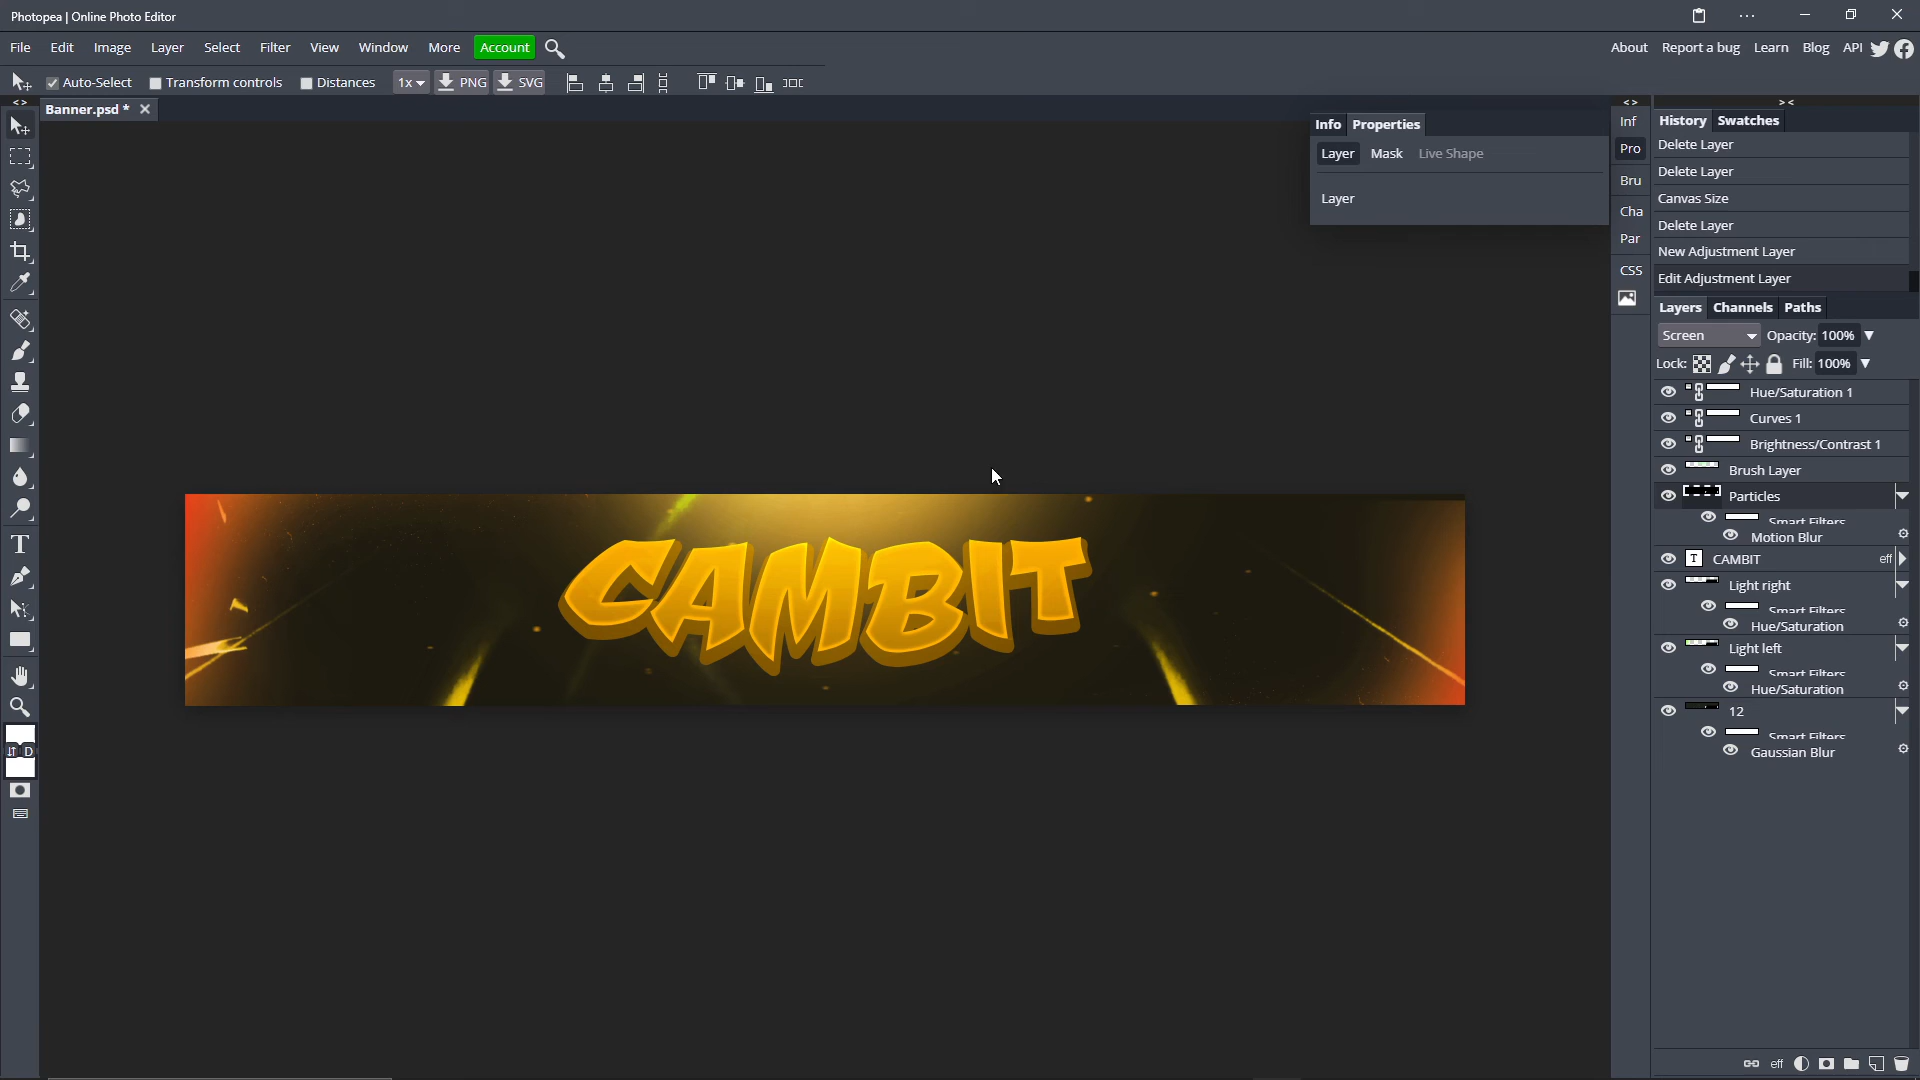 Photopea | Online Photo Editor
File Edit Image Layer Select Filter View Window More Account
About Report a bug Learn Blog API
Auto-Select Transform controls Distances 1x PNG SVG
Banner.psd *
Info Properties
Layer Mask Live Shape
Layer
Inf
Pro
Bru
Cha
Par
CSS
History Swatches
Delete Layer
Delete Layer
Canvas Size
Delete Layer
New Adjustment Layer
Edit Adjustment Layer
Layers Channels Paths
Screen Opacity: 100%
Lock: Fill: 100%
Hue/Saturation 1
Curves 1
Brightness/Contrast 1
Brush Layer
Particles
Smart Filters
Motion Blur
T CAMBIT eff
Light right
Smart Filters
Hue/Saturation
Light left
Smart Filters
Hue/Saturation
12
Smart Filters
Gaussian Blur
eff
CAMBIT
T
D